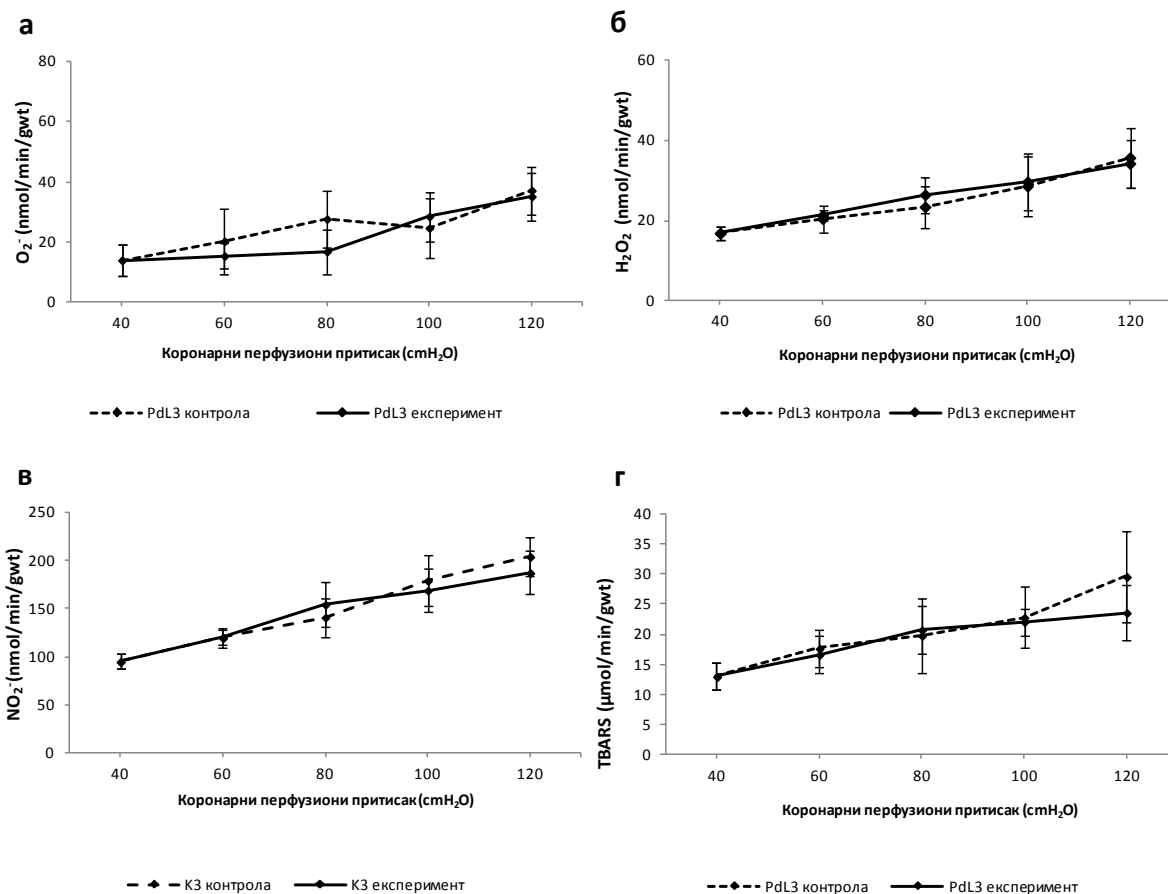 а
80
60
40
20
0
O₂⁻ (nmol/min/gwt)
40 60 80 100 120
Коронарни перфузиони притисак (cmH₂O)
PdL3 контрола PdL3 експеримент
б
60
40
20
0
H₂O₂ (nmol/min/gwt)
40 60 80 100 120
Коронарни перфузиони притисак (cmH₂O)
PdL3 контрола PdL3 експеримент
в
250
200
150
100
50
0
NO₂⁻ (nmol/min/gwt)
40 60 80 100 120
Коронарни перфузиони притисак (cmH₂O)
К3 контрола К3 експеримент
г
40
35
30
25
20
15
10
5
0
TBARS (µmol/min/gwt)
40 60 80 100 120
Коронарни перфузиони притисак (cmH₂O)
PdL3 контрола PdL3 експеримент